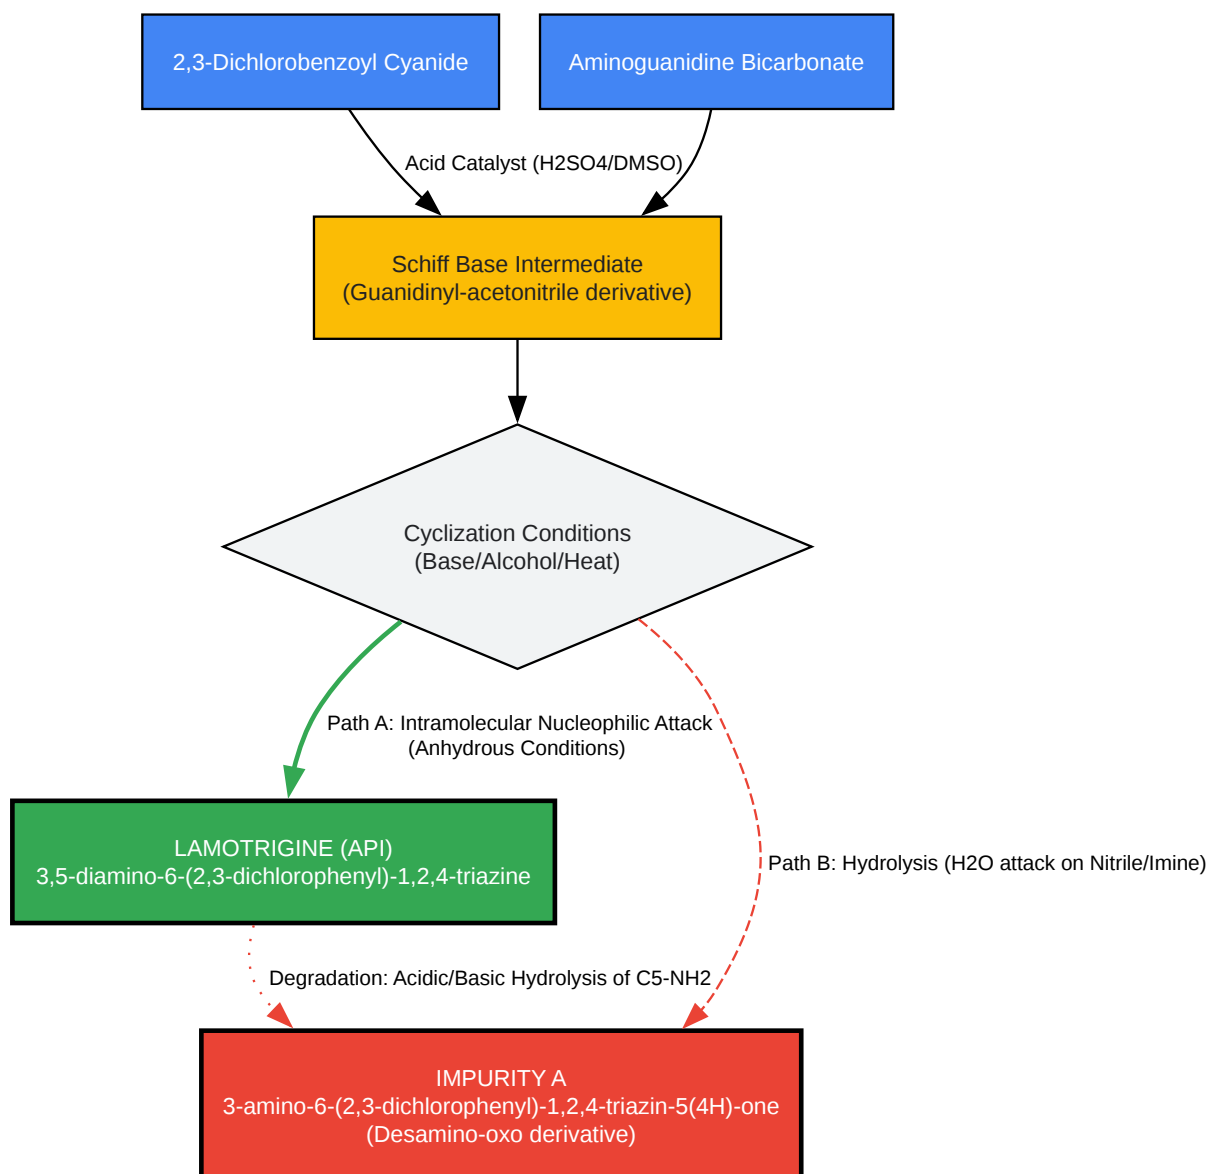 2,3-Dichlorobenzoyl Cyanide
Aminoguanidine Bicarbonate
Acid Catalyst (H2SO4/DMSO)
Schiff Base Intermediate
(Guanidinyl-acetonitrile derivative)
Cyclization Conditions
(Base/Alcohol/Heat)
Path A: Intramolecular Nucleophilic Attack
(Anhydrous Conditions)
LAMOTRIGINE (API)
3,5-diamino-6-(2,3-dichlorophenyl)-1,2,4-triazine
Path B: Hydrolysis (H2O attack on Nitrile/Imine)
Degradation: Acidic/Basic Hydrolysis of C5-NH2
IMPURITY A
3-amino-6-(2,3-dichlorophenyl)-1,2,4-triazin-5(4H)-one
(Desamino-oxo derivative)